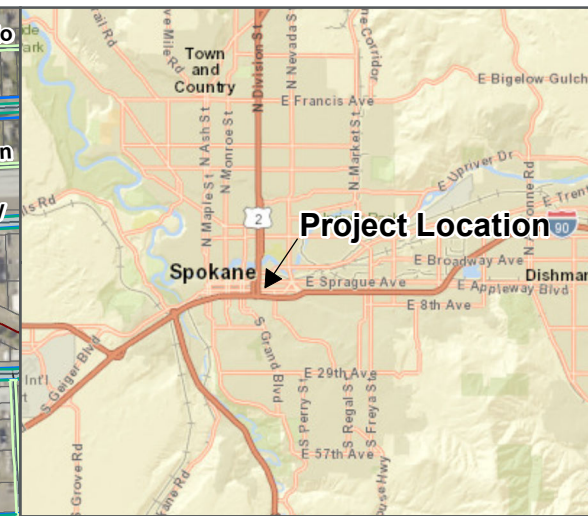 Town
and
Country
N Division St
N Nevada St
E Francis Ave
E Bigelow Gulch
N Ash St
N Monroe St
N Maple St
N Market St
E Upriver Dr
2
Project Location
90
Spokane
E Broadway Ave
E Sprague Ave
Dishman
E Appleway Blvd
E 8th Ave
S Geiger Blvd
Int'l
S Grand Blvd
E 29th Ave
S Perry St
S Regal St
S Freya St
E 57th Ave
S Grove Rd